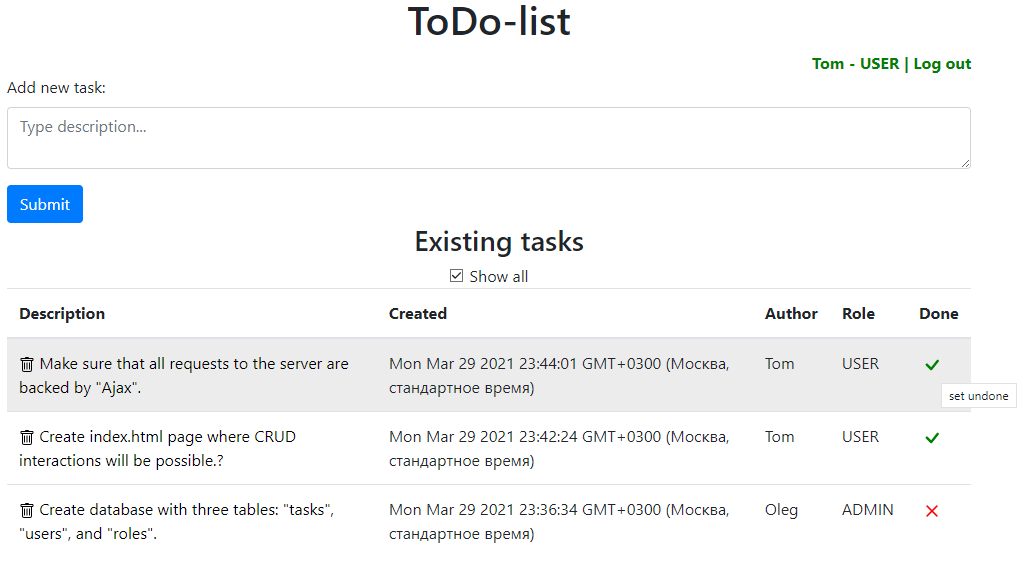 ToDo-list
Tom - USER | Log out
Add new task:
Type description...
Submit
Existing tasks
Show all
Description Created Author Role Done
Make sure that all requests to the server are Mon Mar 29 2021 23:44:01 GMT+0300 (Москва, Tom USER
backed by "Ajax". стандартное время)
set undone
Create index.html page where CRUD Mon Mar 29 2021 23:42:24 GMT+0300 (Москва, Tom USER
interactions will be possible.? стандартное время)
Create database with three tables: "tasks", Mon Mar 29 2021 23:36:34 GMT+0300 (Москва, Oleg ADMIN
"users", and "roles". стандартное время)